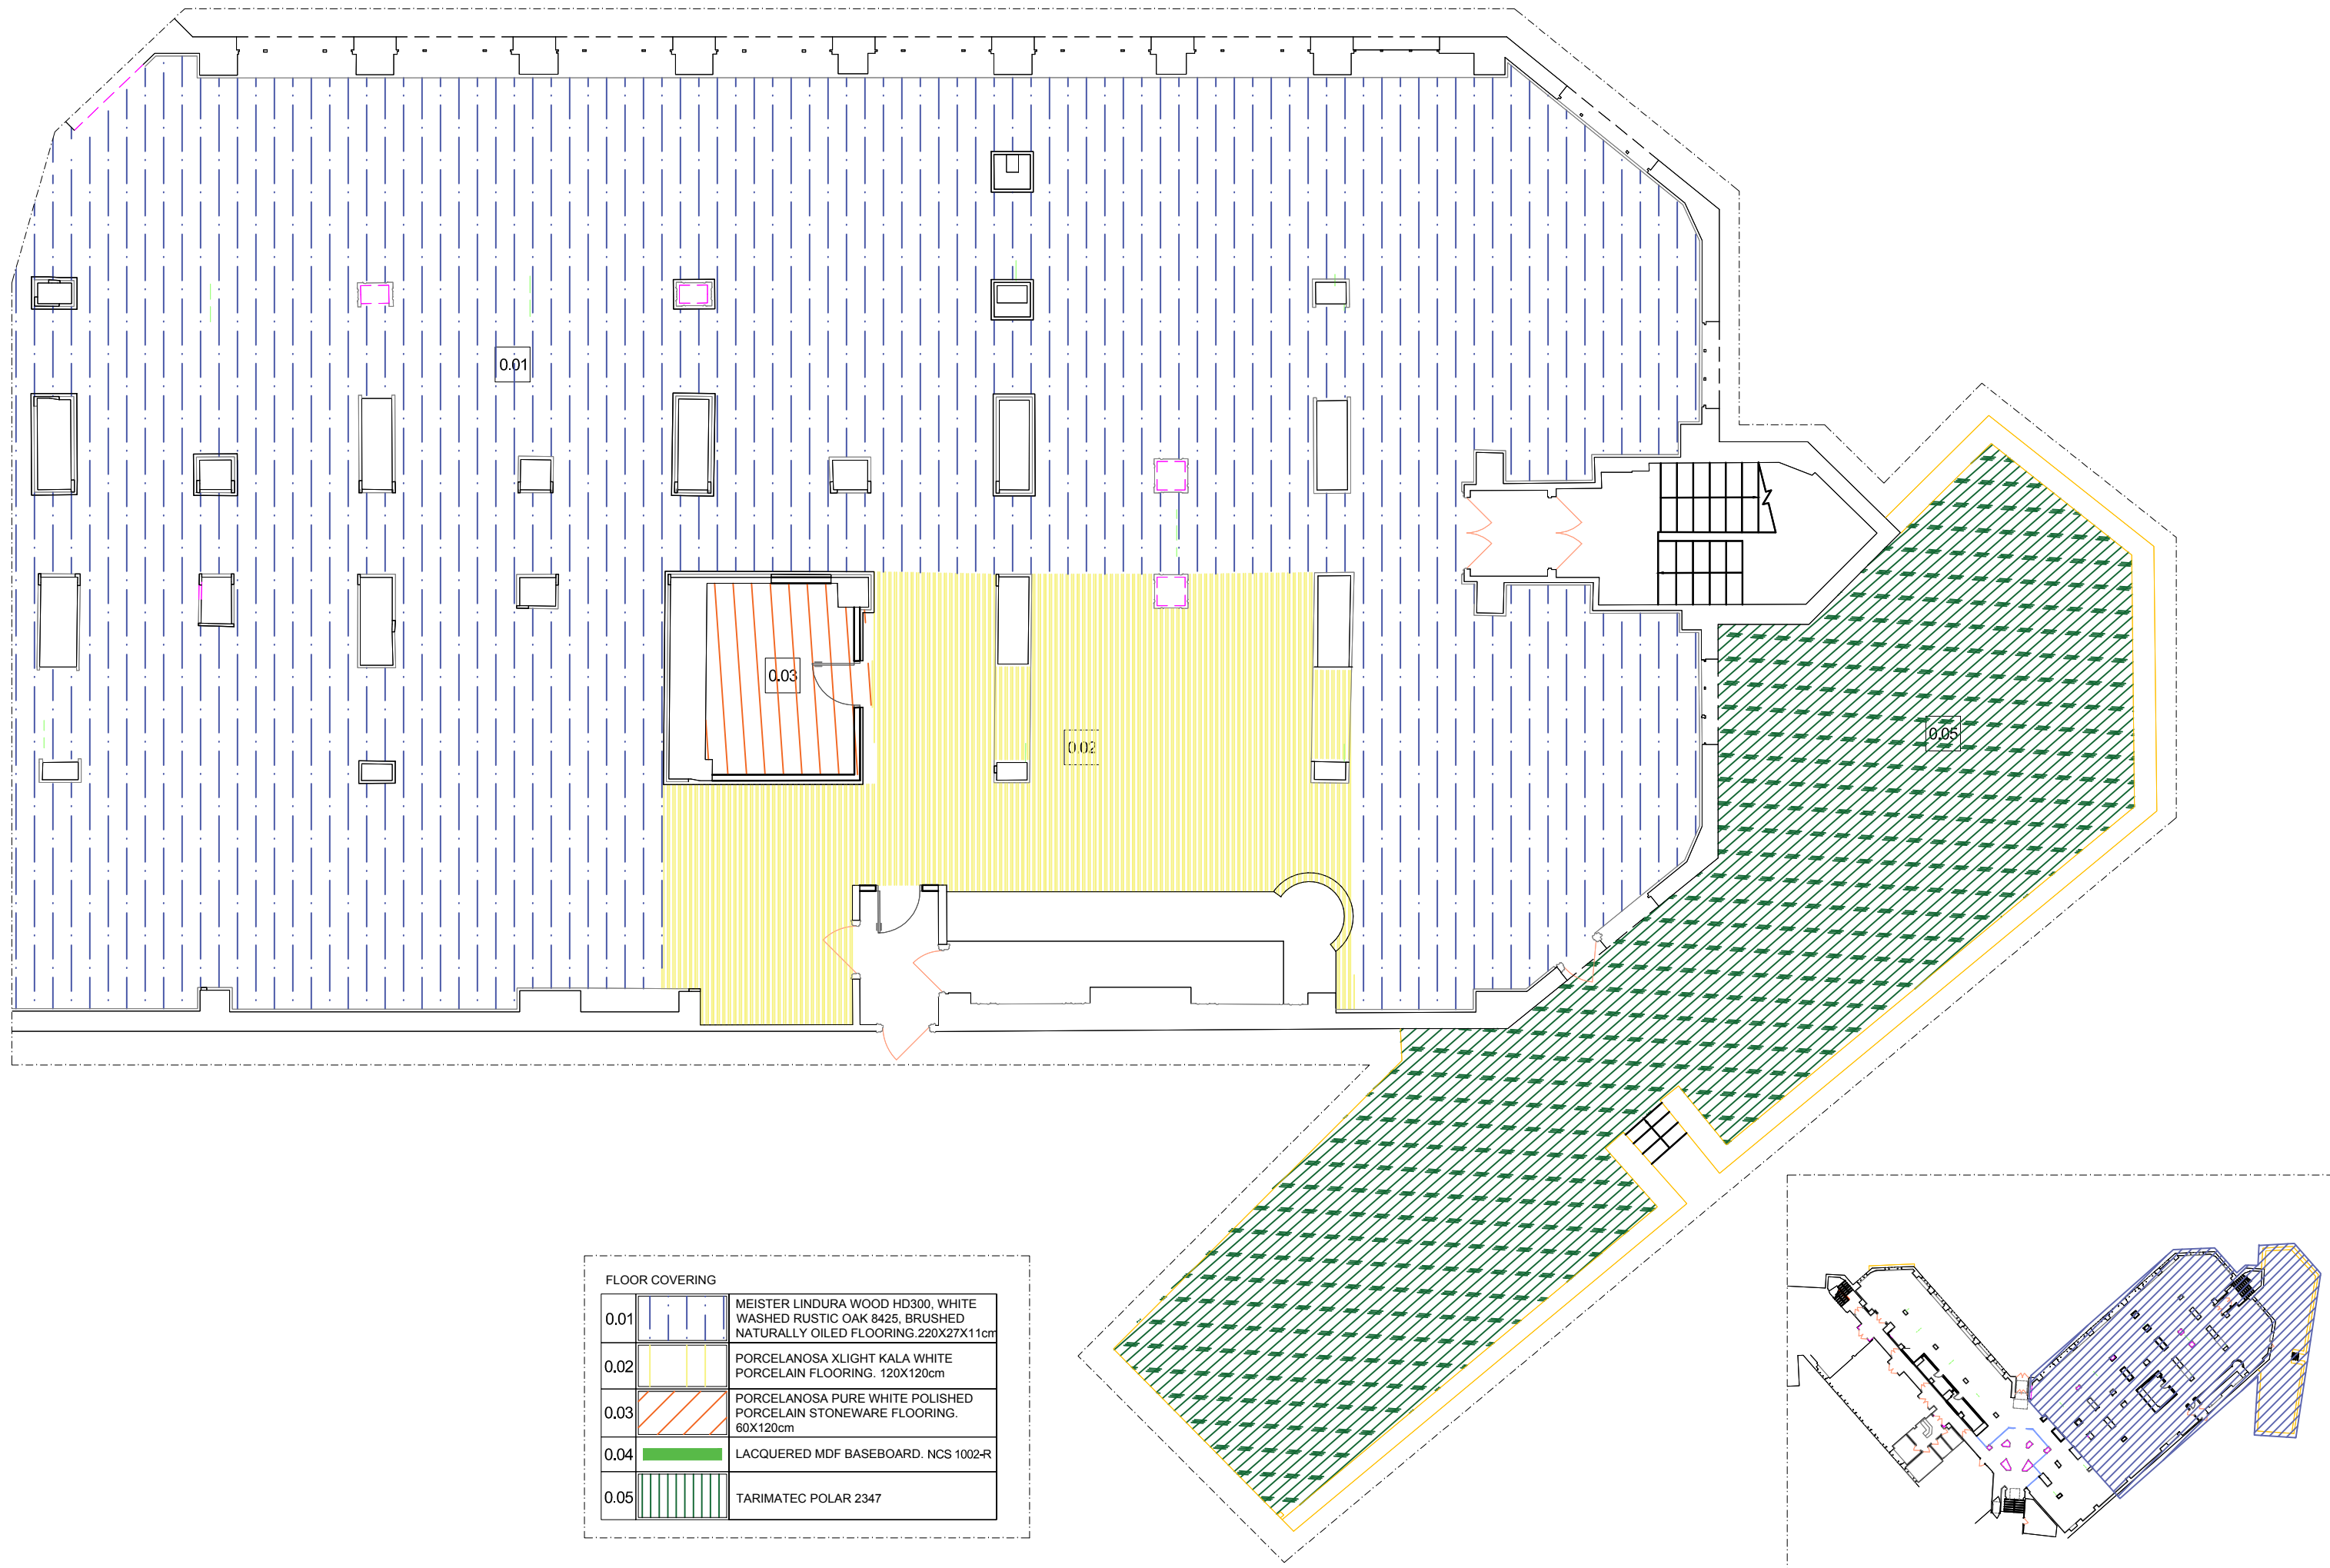 0.01
0.03
0.02
0.05
FLOOR COVERING
0.01
MEISTER LINDURA WOOD HD300, WHITE
WASHED RUSTIC OAK 8425, BRUSHED
NATURALLY OILED FLOORING.220X27X11cm
0.02
PORCELANOSA XLIGHT KALA WHITE
PORCELAIN FLOORING. 120X120cm
0.03
PORCELANOSA PURE WHITE POLISHED
PORCELAIN STONEWARE FLOORING.
60X120cm
0.04
LACQUERED MDF BASEBOARD. NCS 1002-R
0.05
TARIMATEC POLAR 2347